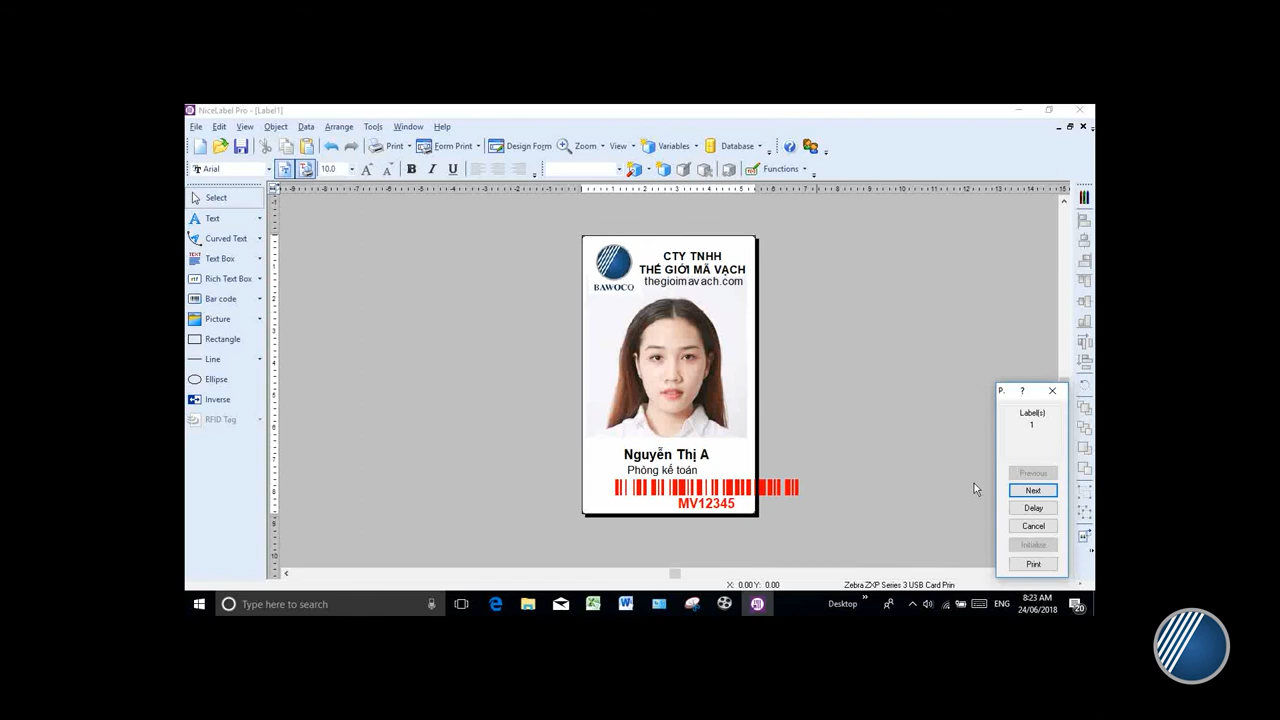 NiceLabel Pro - [Label1]
File Edit View Object Data Arrange Tools Window Help
Print Form Print Design Form Zoom View Variables Database
Arial 10.0 B I U Functions
Select
Text
Curved Text
Text Box
Rich Text Box
Bar code
Picture
Rectangle
Line
Ellipse
Inverse
RFID Tag
BAWOCO
CTY TNHH
THẾ GIỚI MÃ VẠCH
thegioimavach.com
Nguyễn Thị A
Phòng kế toán
MV12345
P. ?
Label(s)
1
Previous
Next
Delay
Cancel
Initialize
Print
X: 0.00 Y: 0.00 Zebra ZXP Series 3 USB Card Prin
Type here to search
Desktop
ENG
8:23 AM
24/06/2018
20